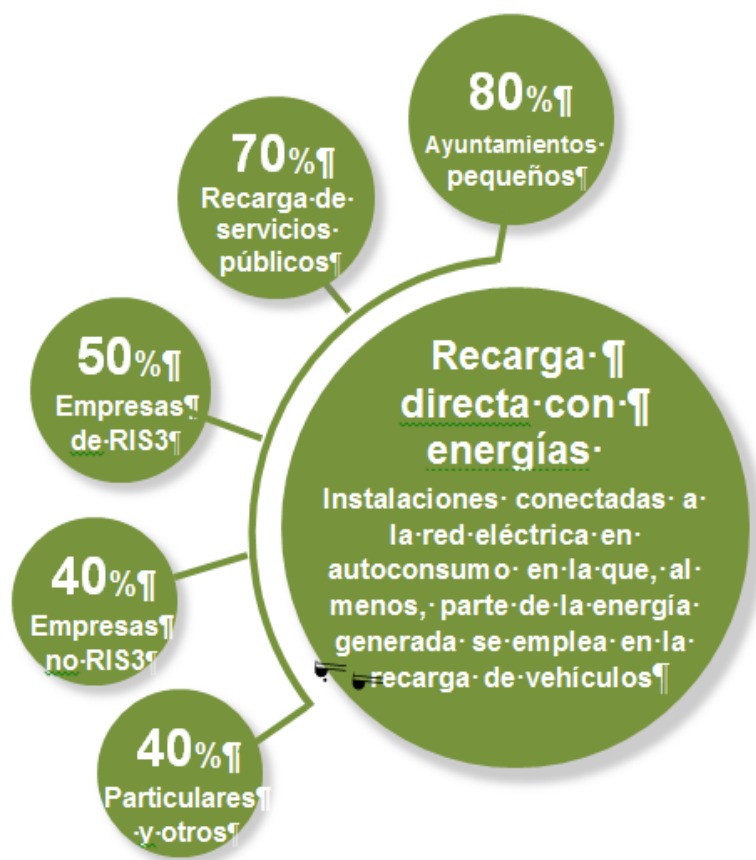 80%¶
Ayuntamientos·
pequeños¶
70%¶
Recarga·de·
servicios·
públicos¶
50%¶
Empresas¶
de·RIS3¶
40%¶
Empresas¶
no·RIS3¶
40%¶
Particulares¶
·y·otros¶
Recarga·¶
directa·con·¶
energías·
Instalaciones· conectadas· a·
la·red·eléctrica·en·
autoconsumo· en·la·que,·al·
menos,·parte·de·la·energía·
generada· se·emplea·en·la·
recarga·de·vehículos¶